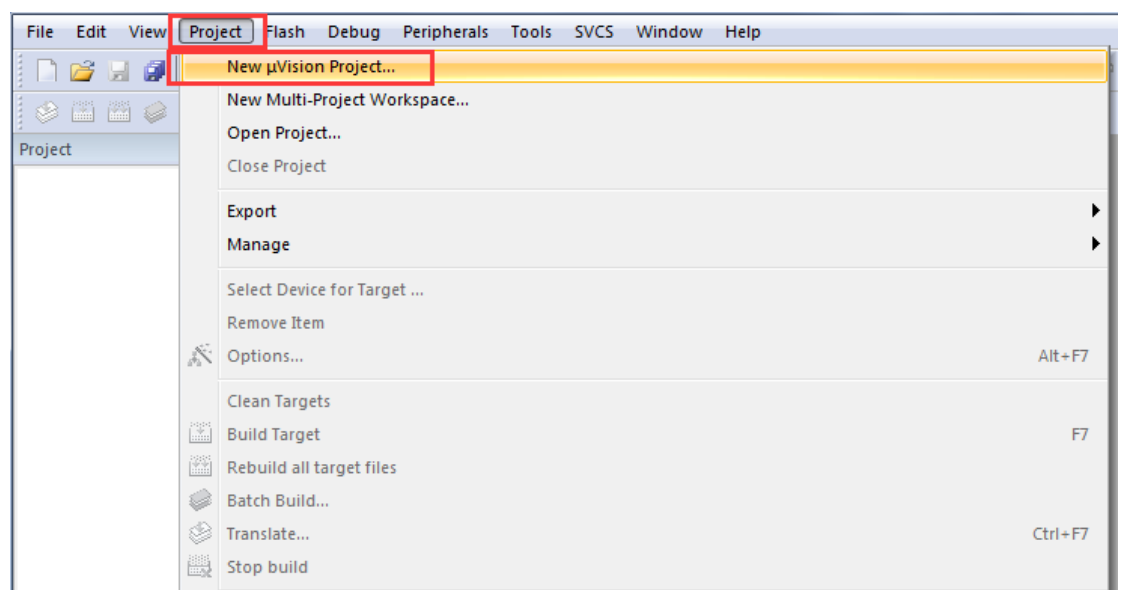 File Edit View Project Flash Debug Peripherals Tools SVCS Window Help
New µVision Project...
New Multi-Project Workspace...
Open Project...
Project
Close Project
Export
Manage
Select Device for Target ...
Remove Item
Options... Alt+F7
Clean Targets
Build Target F7
Rebuild all target files
Batch Build...
Translate... Ctrl+F7
Stop build